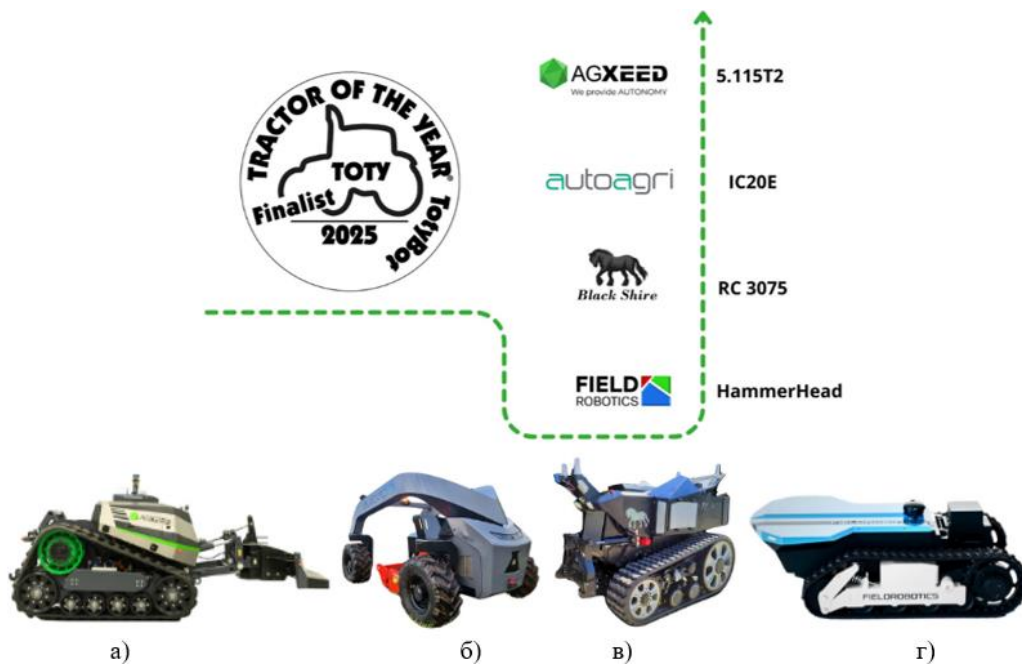 TRACTOR OF THE YEAR®
TOTY
Finalist
2025
TotyBot
AGXEED
We provide AUTONOMY
5.115T2
autoagri
IC20E
Black Shire
RC 3075
FIELD
ROBOTICS
HammerHead
FIELDROBOTICS
а)
б)
в)
г)